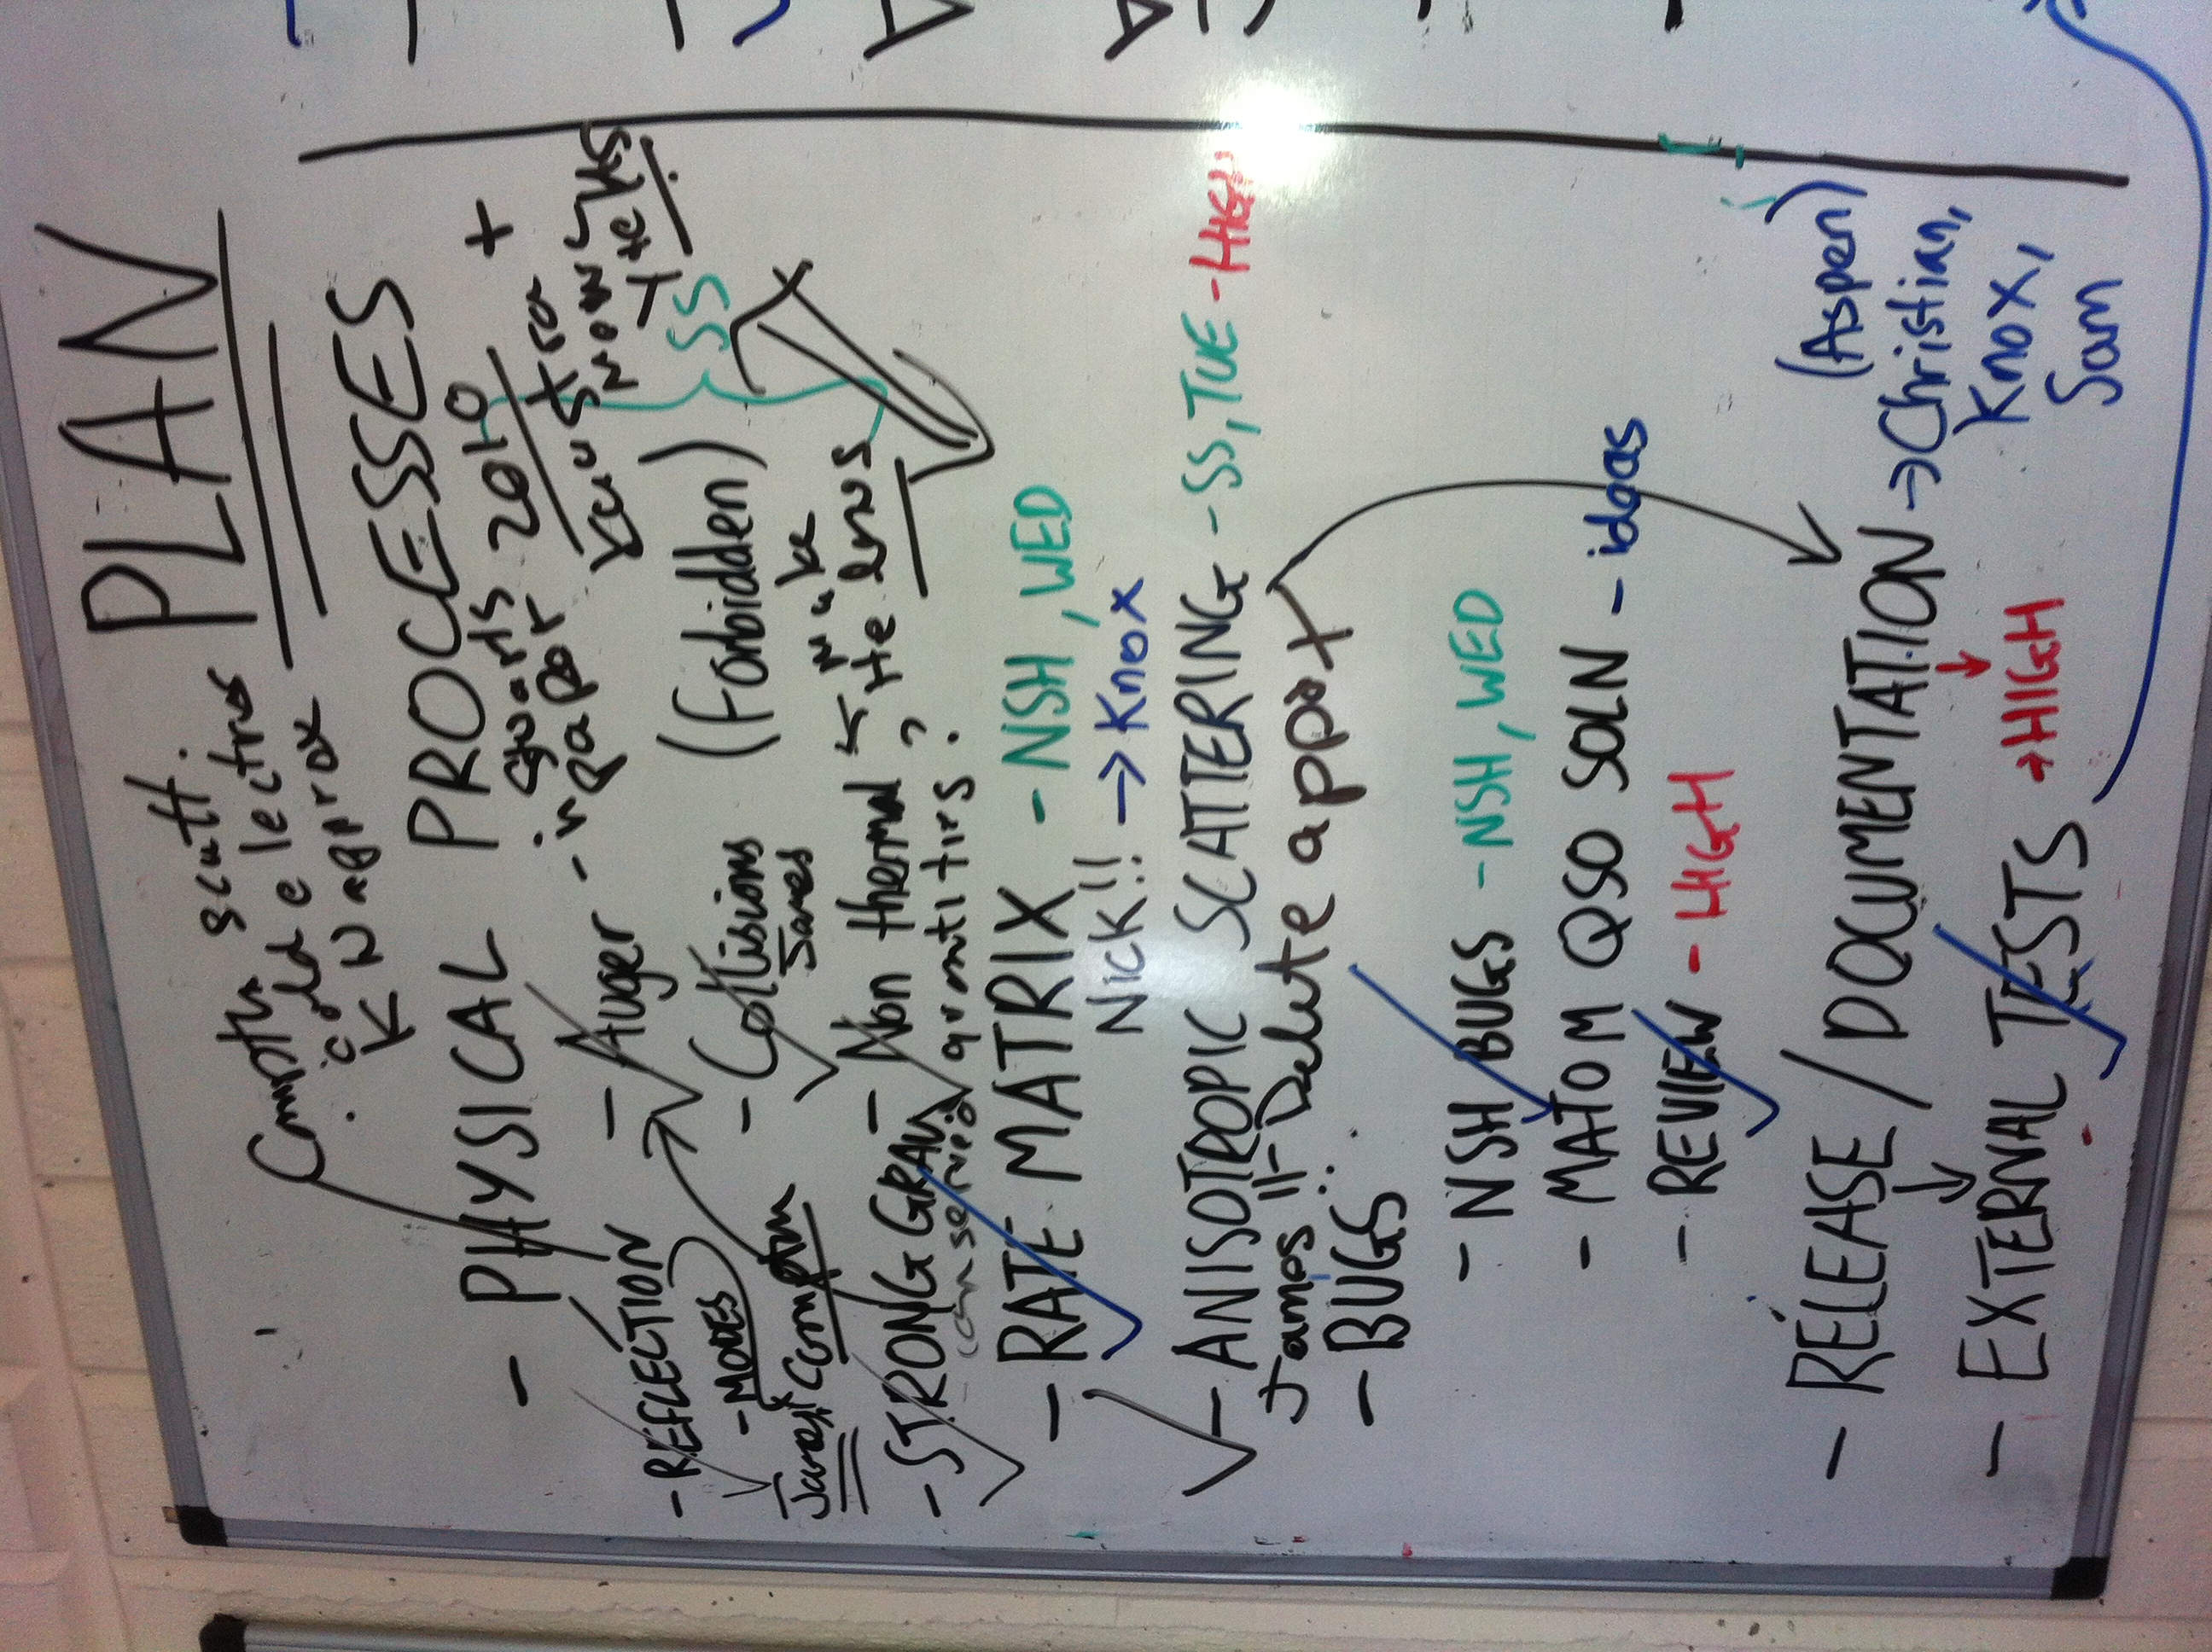 PLAN
Compton scatt.
. cold electrons
KN approx
- PHYSICAL PROCESSES
- Auger - in Stuarts paper 2010
Kaastra +
- REFLECTION
- MODES
James! Compton
- Collisions (Forbidden) SS
James
- Non thermal ← make
He lines
- STRONG GRAV
- conserved quantities ?
- RATE MATRIX - NSH, WED
NICK!! → Knox
- ANISOTROPIC SCATTERING - SS, TUE - HIGH
James !! - Delete approx
- BUGS
- NSH BUGS - NSH, WED
- MATOM QSO SOLN - ideas
- REVIEW - HIGH
- RELEASE / DOCUMENTATION → (Aspen)
Christian,
Knox,
Sam
- EXTERNAL TESTS → HIGH